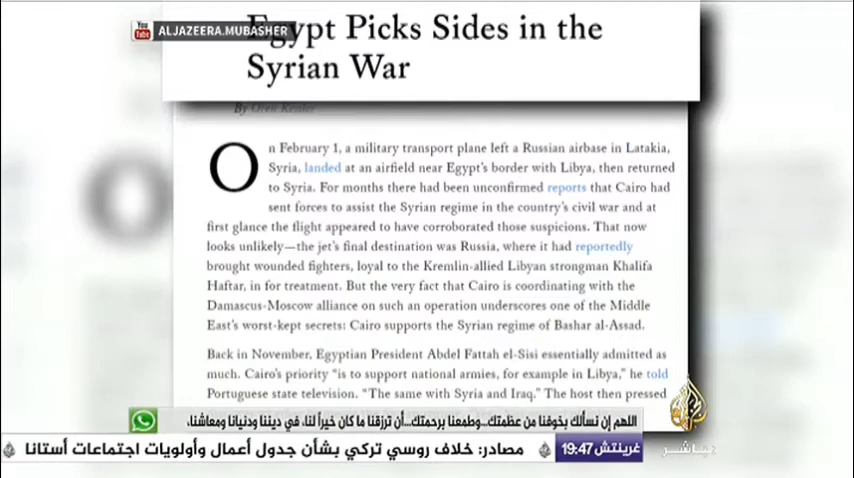 You Tube ALJAZEERA.MUBASHER
Egypt Picks Sides in the
Syrian War
By Oren Kessler
On February 1, a military transport plane left a Russian airbase in Latakia,
Syria, landed at an airfield near Egypt's border with Libya, then returned
to Syria. For months there had been unconfirmed reports that Cairo had
sent forces to assist the Syrian regime in the country's civil war and at
first glance the flight appeared to have corroborated those suspicions. That now
looks unlikely—the jet's final destination was Russia, where it had reportedly
brought wounded fighters, loyal to the Kremlin-allied Libyan strongman Khalifa
Haftar, in for treatment. But the very fact that Cairo is coordinating with the
Damascus-Moscow alliance on such an operation underscores one of the Middle
East's worst-kept secrets: Cairo supports the Syrian regime of Bashar al-Assad.
Back in November, Egyptian President Abdel Fattah el-Sisi essentially admitted as
much. Cairo's priority "is to support national armies, for example in Libya," he told
Portuguese state television. "The same with Syria and Iraq." The host then pressed
اللهم إن نسألك بخوفنا من عظمتك...وطمعنا برحمتك...أن ترزقنا ما كان خيراً لنا، في ديننا ودنيانا ومعاشنا،
مباشر
غرينتش 19:47 مصادر: خلاف روسي تركي بشأن جدول أعمال وأولويات اجتماعات أستانا